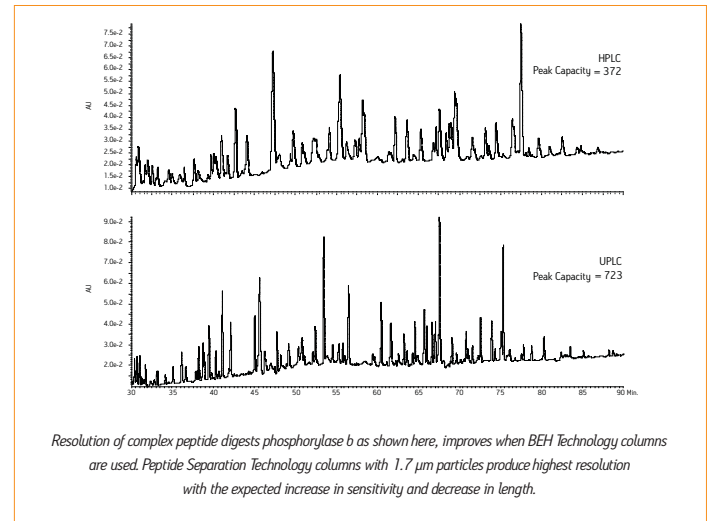 7.5e-2
7.0e-2
6.5e-2
6.0e-2
5.5e-2
5.0e-2
4.5e-2
4.0e-2
3.5e-2
3.0e-2
2.5e-2
2.0e-2
1.5e-2
1.0e-2
AU
HPLC
Peak Capacity = 372
9.0e-2
8.0e-2
7.0e-2
6.0e-2
5.0e-2
4.0e-2
3.0e-2
2.0e-2
AU
UPLC
Peak Capacity = 723
30 35 40 45 50 55 60 65 70 75 80 85 90 Min.
Resolution of complex peptide digests phosphorylase b as shown here, improves when BEH Technology columns
are used. Peptide Separation Technology columns with 1.7 µm particles produce highest resolution
with the expected increase in sensitivity and decrease in length.